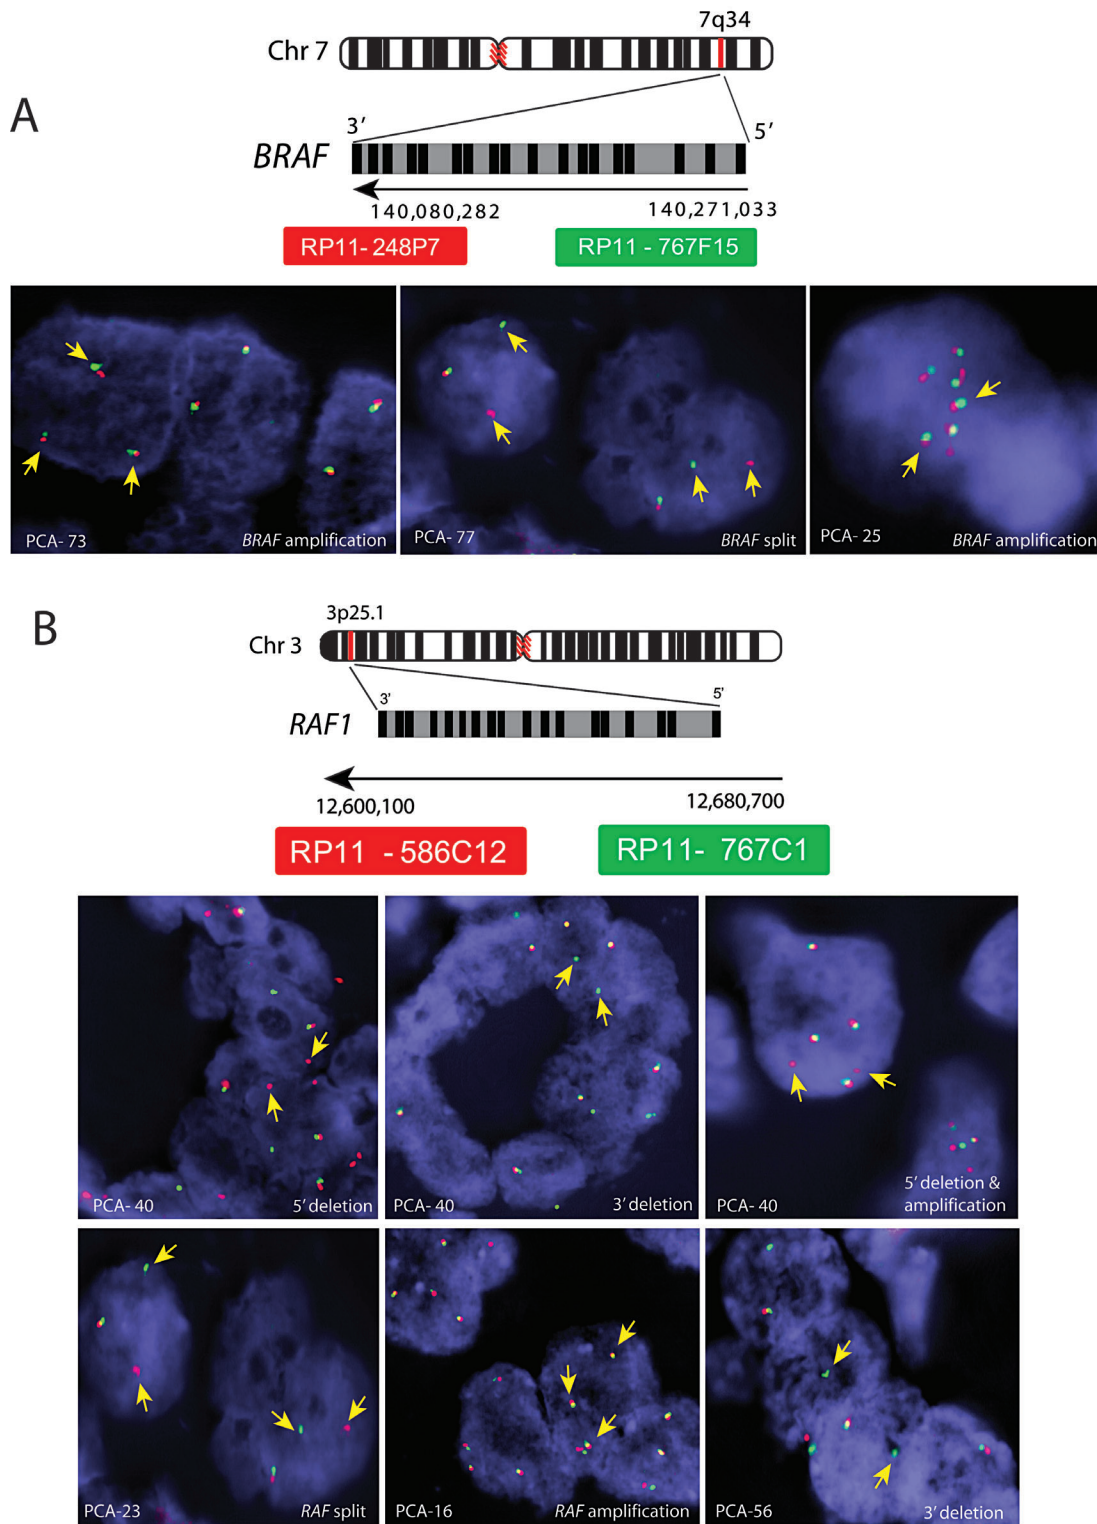 7q34
Chr 7
A
3′
5′
BRAF
140,080,282
140,271,033
RP11- 248P7
RP11 - 767F15
PCA- 73
BRAF amplification
PCA- 77
BRAF split
PCA- 25
BRAF amplification
B
3p25.1
Chr 3
3′
5′
RAF1
12,600,100
12,680,700
RP11 - 586C12
RP11- 767C1
PCA- 40
5′ deletion
PCA- 40
3′ deletion
PCA- 40
5′ deletion &
amplification
PCA-23
RAF split
PCA-16
RAF amplification
PCA-56
3′ deletion